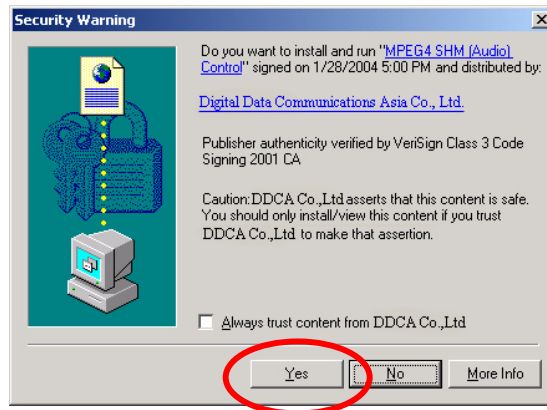 Security Warning
Do you want to install and run "MPEG4 SHM (Audio)
Control" signed on 1/28/2004 5:00 PM and distributed by:
Digital Data Communications Asia Co., Ltd.
Publisher authenticity verified by VeriSign Class 3 Code
Signing 2001 CA
Caution:DDCA Co.,Ltd asserts that this content is safe.
You should only install/view this content if you trust
DDCA Co.,Ltd to make that assertion.
Always trust content from DDCA Co.,Ltd
Yes No More Info